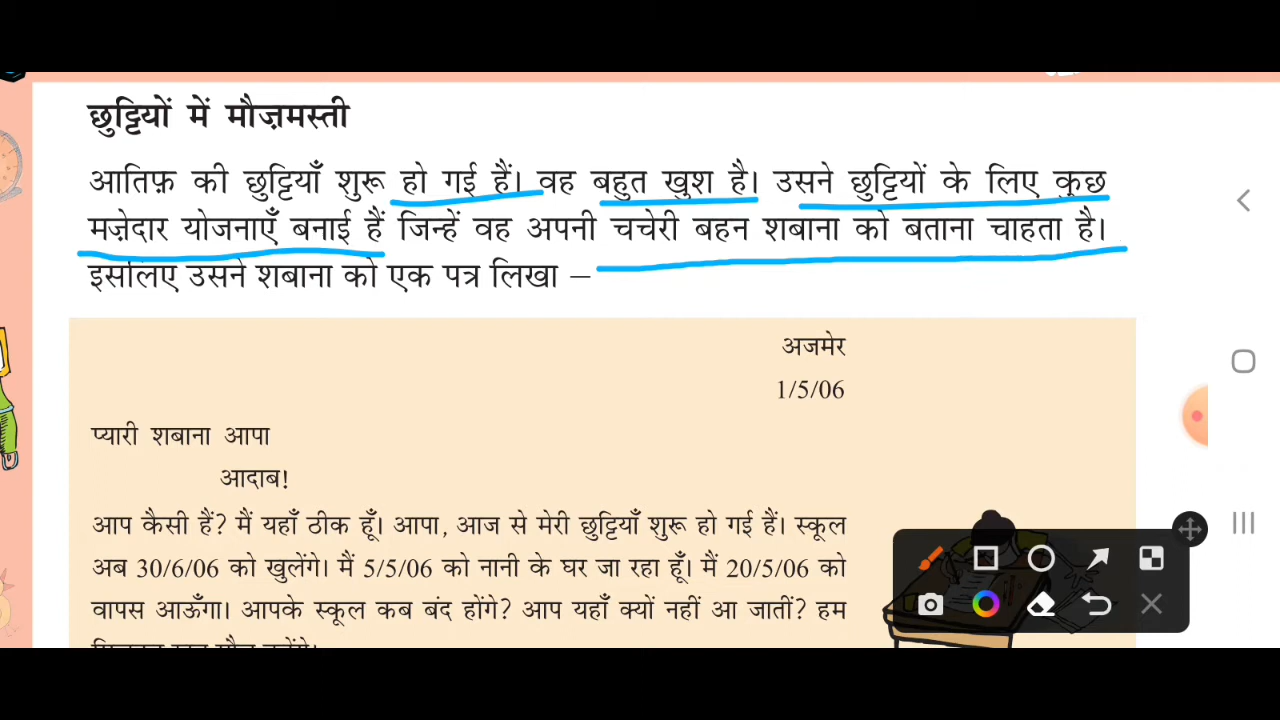 छुट्टियों में मौज़मस्ती
आतिफ़ की छुट्टियाँ शुरू हो गई हैं। वह बहुत खुश है। उसने छुट्टियों के लिए कुछ
मज़ेदार योजनाएँ बनाई हैं जिन्हें वह अपनी चचेरी बहन शबाना को बताना चाहता है।
इसलिए उसने शबाना को एक पत्र लिखा –
अजमेर
1/5/06
प्यारी शबाना आपा
आदाब!
आप कैसी हैं? मैं यहाँ ठीक हूँ। आपा, आज से मेरी छुट्टियाँ शुरू हो गई हैं। स्कूल
अब 30/6/06 को खुलेंगे। मैं 5/5/06 को नानी के घर जा रहा हूँ। मैं 20/5/06 को
वापस आऊँगा। आपके स्कूल कब बंद होंगे? आप यहाँ क्यों नहीं आ जातीं? हम